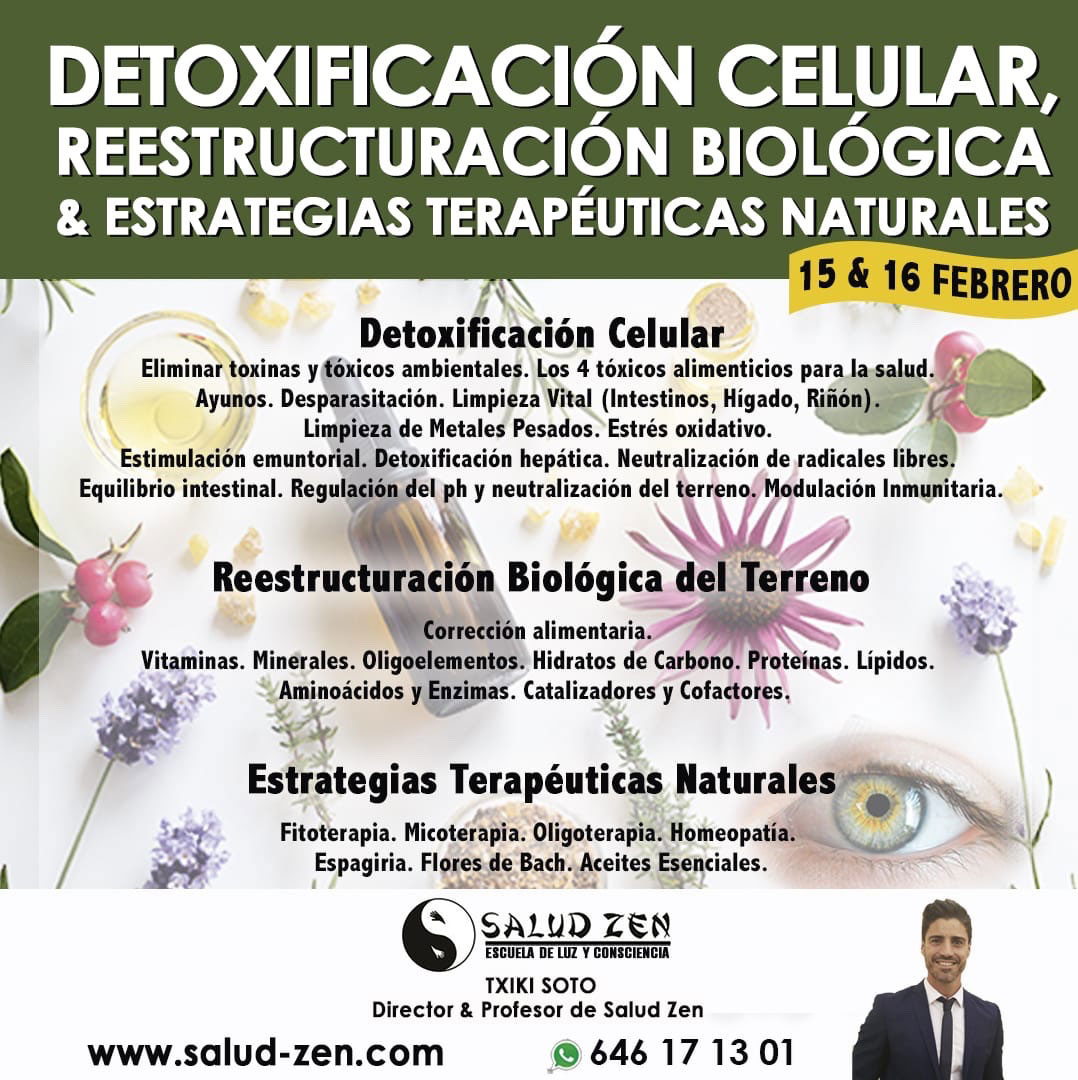 DETOXIFICACIÓN CELULAR,
REESTRUCTURACIÓN BIOLÓGICA
& ESTRATEGIAS TERAPÉUTICAS NATURALES
15 & 16 FEBRERO
Detoxificación Celular
Eliminar toxinas y tóxicos ambientales. Los 4 tóxicos alimenticios para la salud.
Ayunos. Desparasitación. Limpieza Vital (Intestinos, Hígado, Riñón).
Limpieza de Metales Pesados. Estrés oxidativo.
Estimulación emuntorial. Detoxificación hepática. Neutralización de radicales libres.
Equilibrio intestinal. Regulación del ph y neutralización del terreno. Modulación Inmunitaria.
Reestructuración Biológica del Terreno
Corrección alimentaria.
Vitaminas. Minerales. Oligoelementos. Hidratos de Carbono. Proteínas. Lípidos.
Aminoácidos y Enzimas. Catalizadores y Cofactores.
Estrategias Terapéuticas Naturales
Fitoterapia. Micoterapia. Oligoterapia. Homeopatía.
Espagiria. Flores de Bach. Aceites Esenciales.
SALUD ZEN
ESCUELA DE LUZ Y CONSCIENCIA
TXIKI SOTO
Director & Profesor de Salud Zen
www.salud-zen.com
646 17 13 01